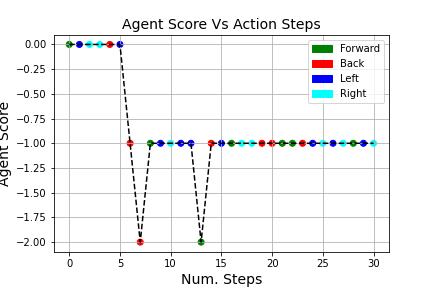 Agent Score Vs Action Steps
Agent Score
0.00
−0.25
−0.50
−0.75
−1.00
−1.25
−1.50
−1.75
−2.00
Forward
Back
Left
Right
0 5 10 15 20 25 30
Num. Steps